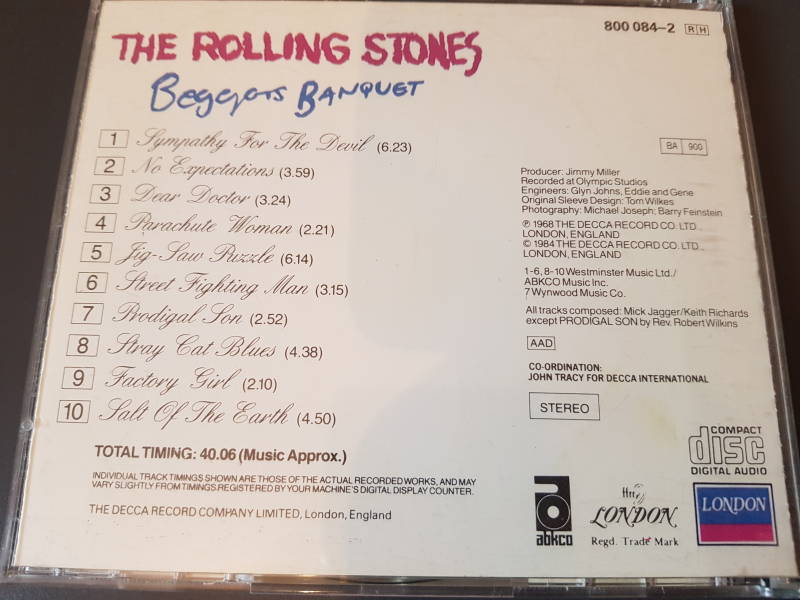 THE ROLLING STONES
800 084-2 RH
Beggars BANQUET
1 Sympathy For The Devil (6.23)
2 No Expectations (3.59)
3 Dear Doctor (3.24)
4 Parachute Woman (2.21)
5 Jig-Saw Puzzle (6.14)
6 Street Fighting Man (3.15)
7 Prodigal Son (2.52)
8 Stray Cat Blues (4.38)
9 Factory Girl (2.10)
10 Salt Of The Earth (4.50)
TOTAL TIMING: 40.06 (Music Approx.)
INDIVIDUAL TRACK TIMINGS SHOWN ARE THOSE OF THE ACTUAL RECORDED WORKS, AND MAY
VARY SLIGHTLY FROM TIMINGS REGISTERED BY YOUR MACHINE'S DIGITAL DISPLAY COUNTER.
THE DECCA RECORD COMPANY LIMITED, London, England
BA 900
Producer: Jimmy Miller
Recorded at Olympic Studios
Engineers: Glyn Johns, Eddie and Gene
Original Sleeve Design: Tom Wilkes
Photography: Michael Joseph; Barry Feinstein
℗ 1968 THE DECCA RECORD CO. LTD.,
LONDON, ENGLAND
© 1984 THE DECCA RECORD CO. LTD.,
LONDON, ENGLAND
1-6, 8-10 Westminster Music Ltd./
ABKCO Music Inc.
7 Wynwood Music Co.
All tracks composed: Mick Jagger/Keith Richards
except PRODIGAL SON by Rev. Robert Wilkins
AAD
CO-ORDINATION:
JOHN TRACY FOR DECCA INTERNATIONAL
STEREO
COMPACT
disc
DIGITAL AUDIO
abkco
LONDON
Regd. Trade Mark
LONDON